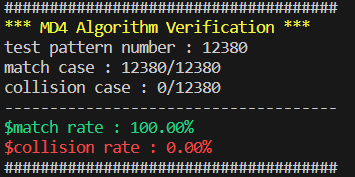 #####################################
*** MD4 Algorithm Verification ***
test pattern number : 12380
match case : 12380/12380
collision case : 0/12380
-------------------------------------
$match rate : 100.00%
$collision rate : 0.00%
#####################################